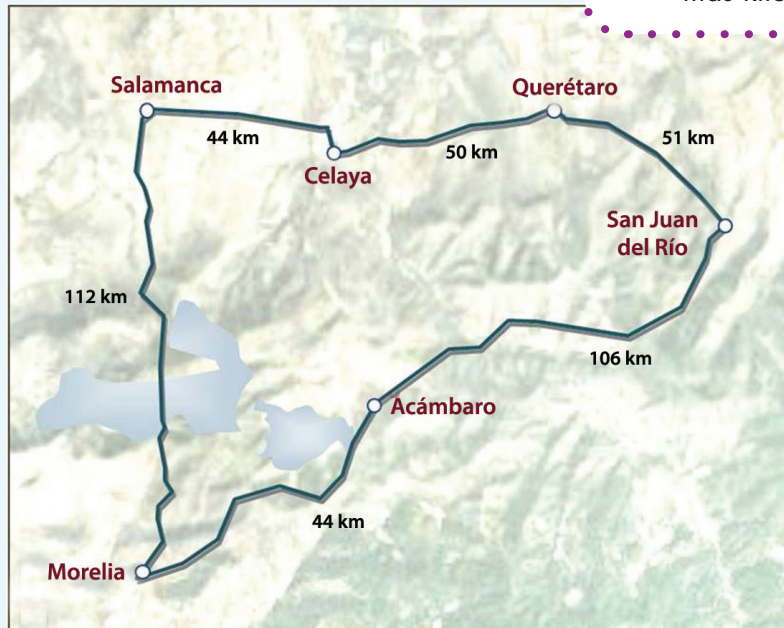 Salamanca
Querétaro
44 km
51 km
50 km
Celaya
San Juan
del Río
112 km
106 km
Acámbaro
44 km
Morelia